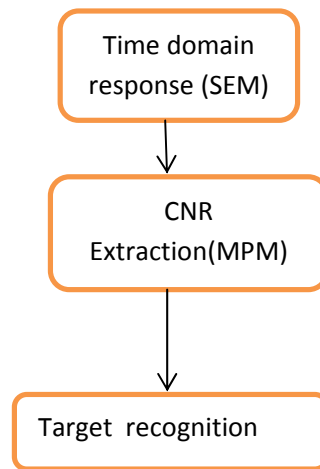 Time domain
response (SEM)
CNR
Extraction(MPM)
Target recognition